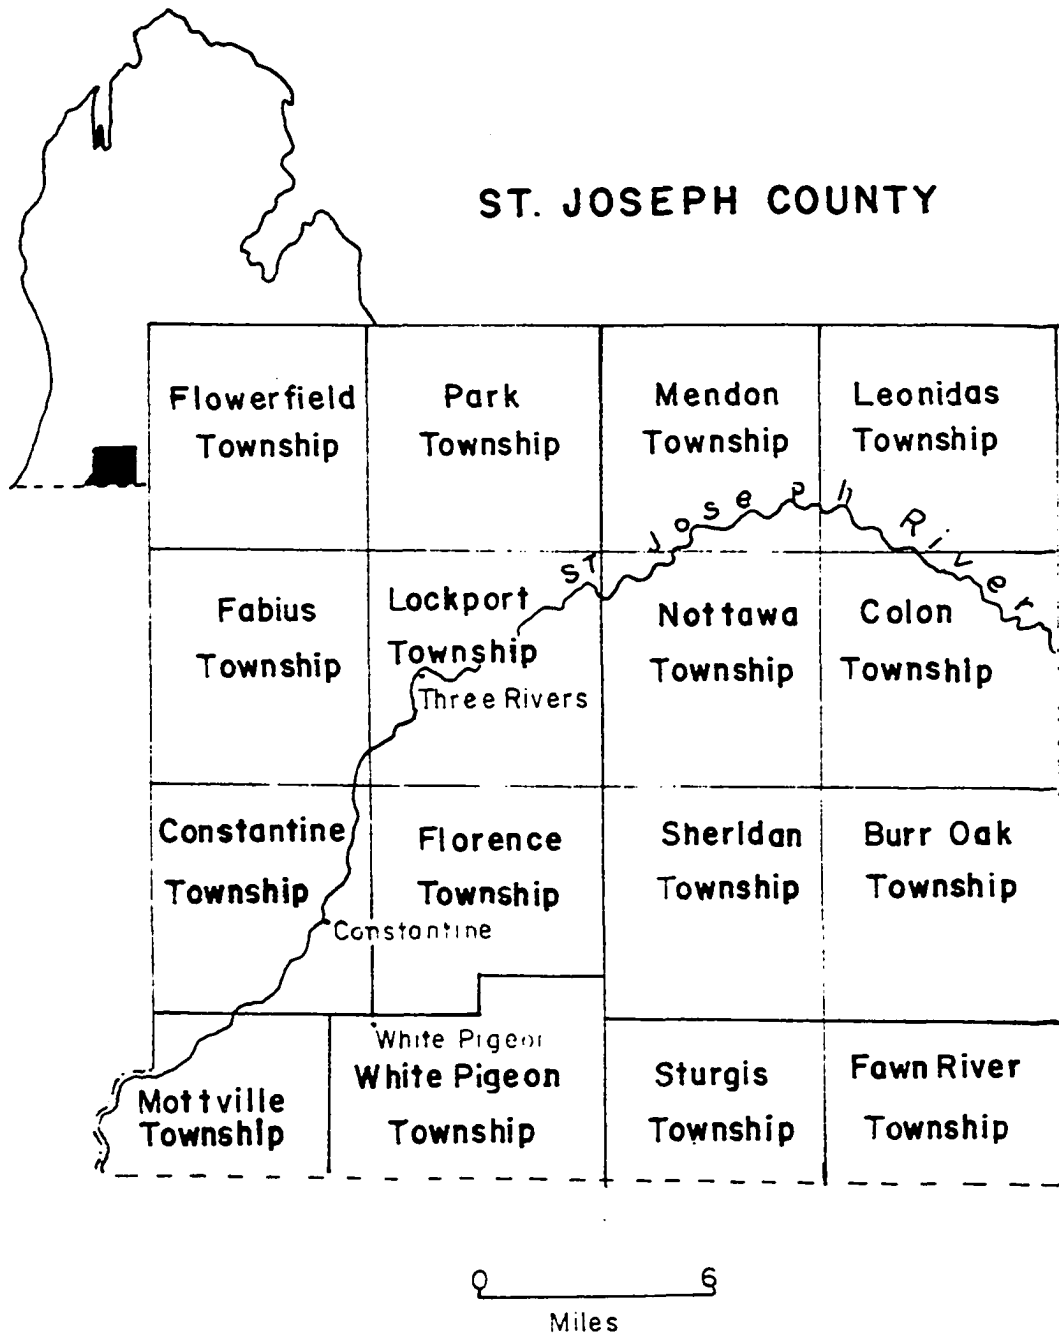 ST. JOSEPH COUNTY
Flowerfield
Township
Park
Township
Mendon
Township
Leonidas
Township
ST Joseph River
Fabius
Township
Lockport
Township
Three Rivers
Nottawa
Township
Colon
Township
Constantine
Township
Constantine
Florence
Township
Sheridan
Township
Burr Oak
Township
Mottville
Township
White Pigeon
White Pigeon
Township
Sturgis
Township
Fawn River
Township
0 6
Miles